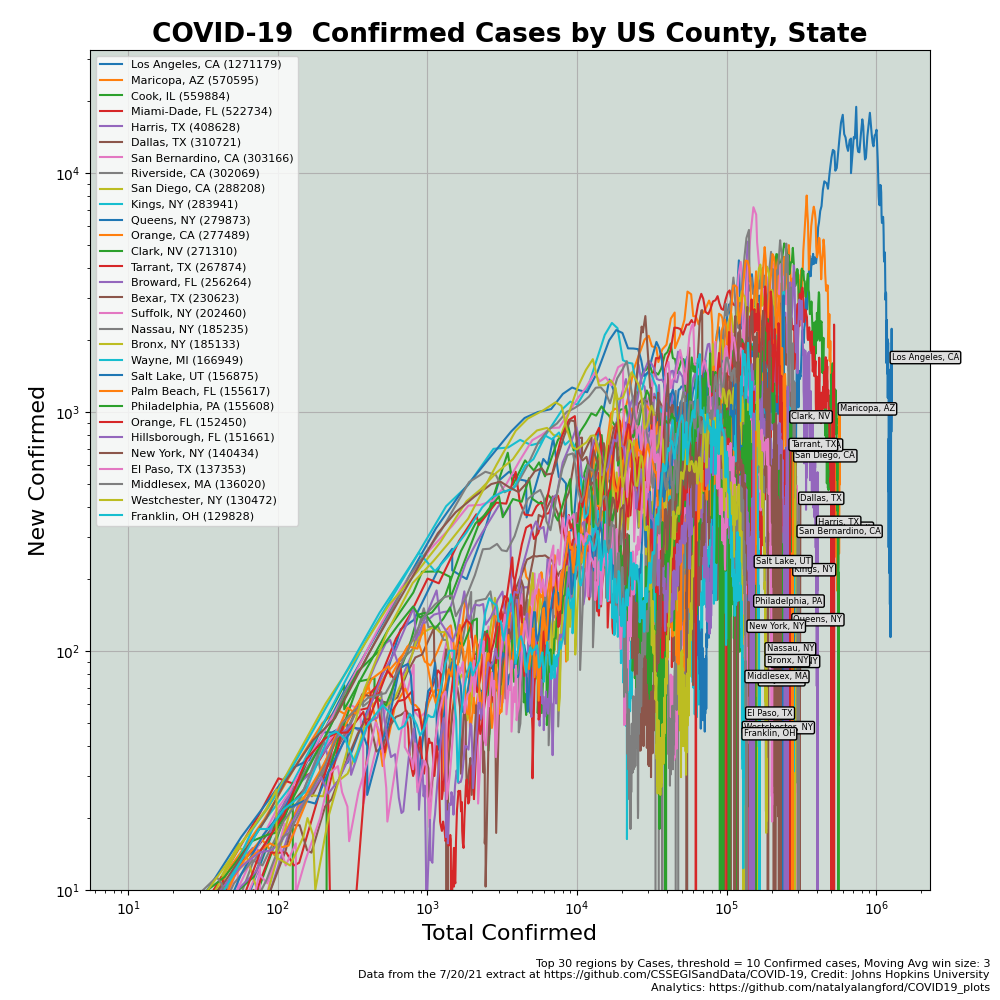 COVID-19  Confirmed Cases by US County, State
Los Angeles, CA (1271179)
Maricopa, AZ (570595)
Cook, IL (559884)
Miami-Dade, FL (522734)
Harris, TX (408628)
Dallas, TX (310721)
San Bernardino, CA (303166)
Riverside, CA (302069)
San Diego, CA (288208)
Kings, NY (283941)
Queens, NY (279873)
Orange, CA (277489)
Clark, NV (271310)
Tarrant, TX (267874)
Broward, FL (256264)
Bexar, TX (230623)
Suffolk, NY (202460)
Nassau, NY (185235)
Bronx, NY (185133)
Wayne, MI (166949)
Salt Lake, UT (156875)
Palm Beach, FL (155617)
Philadelphia, PA (155608)
Orange, FL (152450)
Hillsborough, FL (151661)
New York, NY (140434)
El Paso, TX (137353)
Middlesex, MA (136020)
Westchester, NY (130472)
Franklin, OH (129828)
10^4
10^3
10^2
10^1
New Confirmed
Los Angeles, CA
Maricopa, AZ
Clark, NV
Tarrant, TX
San Diego, CA
Dallas, TX
Harris, TX
San Bernardino, CA
Salt Lake, UT
Kings, NY
Philadelphia, PA
Queens, NY
New York, NY
Nassau, NY
Bronx, NY
Middlesex, MA
El Paso, TX
Westchester, NY
Franklin, OH
10^1 10^2 10^3 10^4 10^5 10^6
Total Confirmed
Top 30 regions by Cases, threshold = 10 Confirmed cases, Moving Avg win size: 3
Data from the 7/20/21 extract at https://github.com/CSSEGISandData/COVID-19, Credit: Johns Hopkins University
Analytics: https://github.com/natalyalangford/COVID19_plots